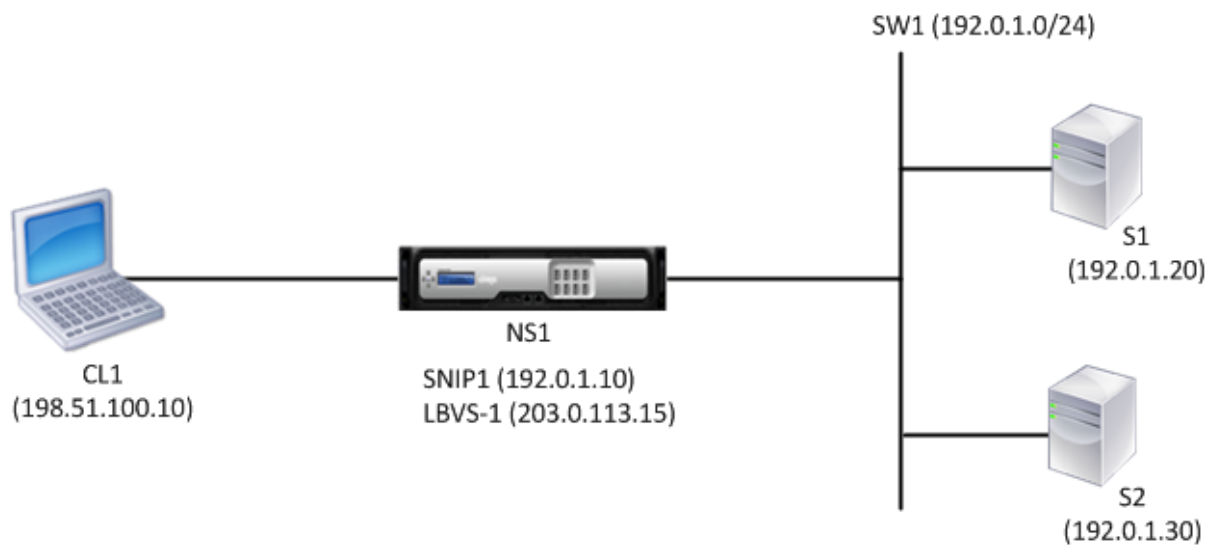 SW1 (192.0.1.0/24)
S1
(192.0.1.20)
NS1
SNIP1 (192.0.1.10)
LBVS-1 (203.0.113.15)
CL1
(198.51.100.10)
S2
(192.0.1.30)